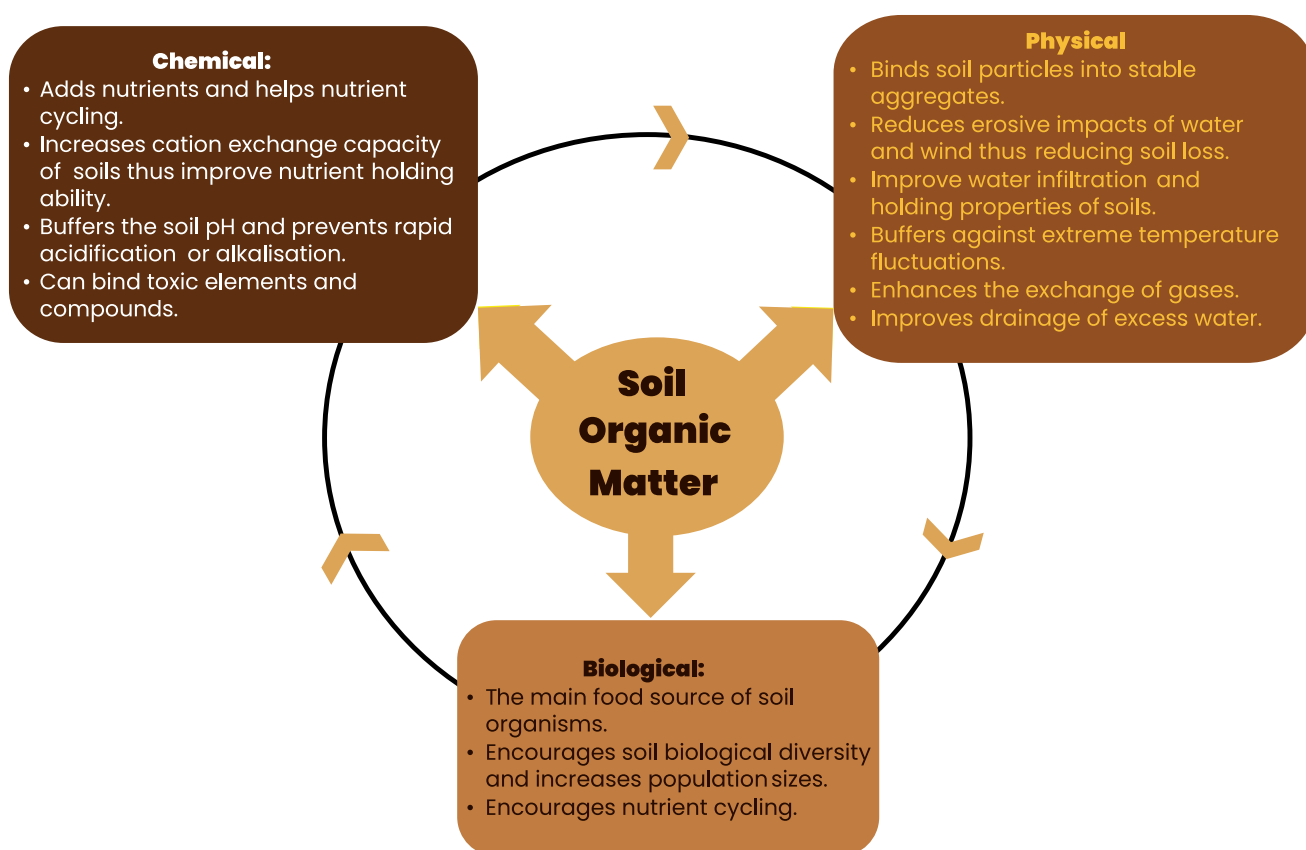 Chemical:
• Adds nutrients and helps nutrient
cycling.
• Increases cation exchange capacity
of soils thus improve nutrient holding
ability.
• Buffers the soil pH and prevents rapid
acidification or alkalisation.
• Can bind toxic elements and
compounds.
Physical
• Binds soil particles into stable
aggregates.
• Reduces erosive impacts of water
and wind thus reducing soil loss.
• Improve water infiltration and
holding properties of soils.
• Buffers against extreme temperature
fluctuations.
• Enhances the exchange of gases.
• Improves drainage of excess water.
Soil
Organic
Matter
Biological:
• The main food source of soil
organisms.
• Encourages soil biological diversity
and increases population sizes.
• Encourages nutrient cycling.